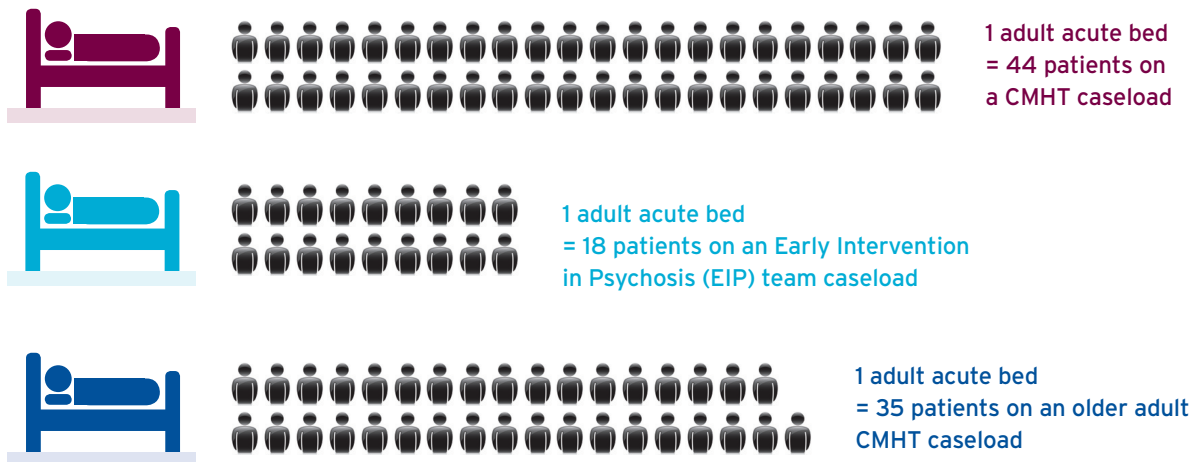 1 adult acute bed
= 44 patients on
a CMHT caseload
1 adult acute bed
= 18 patients on an Early Intervention
in Psychosis (EIP) team caseload
1 adult acute bed
= 35 patients on an older adult
CMHT caseload